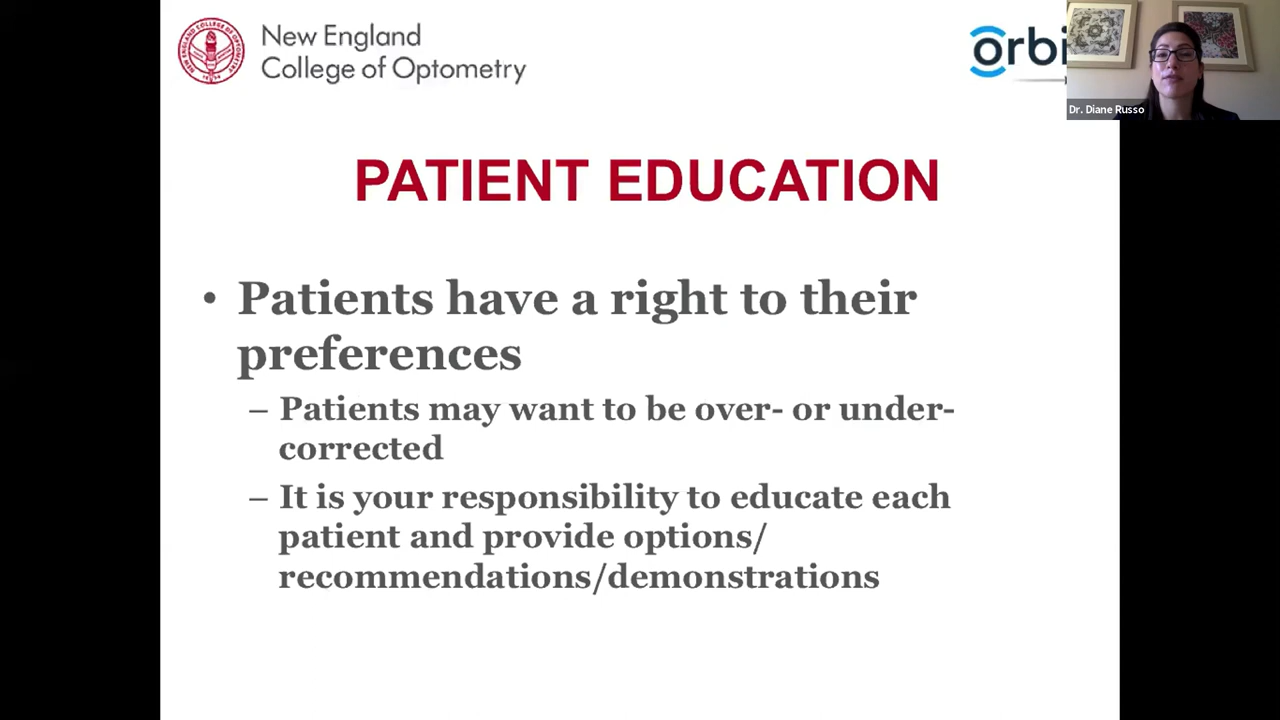 New England
College of Optometry
orbi
Dr. Diane Russo
PATIENT EDUCATION
• Patients have a right to their
preferences
– Patients may want to be over- or under-
corrected
– It is your responsibility to educate each
patient and provide options/
recommendations/demonstrations